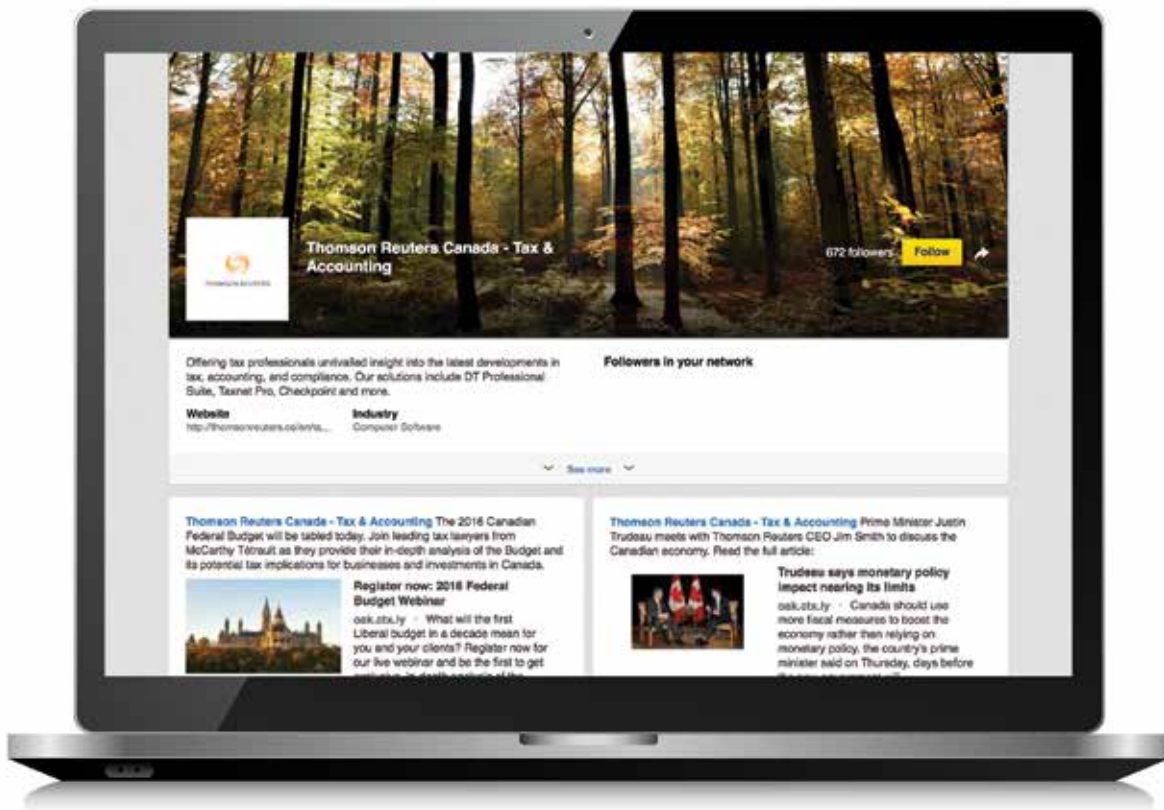 THOMSON REUTERS
Thomson Reuters Canada - Tax &
Accounting
672 followers
Follow
Offering tax professionals unrivalled insight into the latest developments in
tax, accounting, and compliance. Our solutions include DT Professional
Suite, Taxnet Pro, Checkpoint and more.
Followers in your network
Website
Industry
http://thomsonreuters.ca/en/ta...
Computer Software
See more
Thomson Reuters Canada - Tax & Accounting The 2016 Canadian
Federal Budget will be tabled today. Join leading tax lawyers from
McCarthy Tétrault as they provide their in-depth analysis of the Budget and
its potential tax implications for businesses and investments in Canada.
Register now: 2016 Federal
Budget Webinar
oak.ctx.ly · What will the first
Liberal budget in a decade mean for
you and your clients? Register now for
our live webinar and be the first to get
Thomson Reuters Canada - Tax & Accounting Prime Minister Justin
Trudeau meets with Thomson Reuters CEO Jim Smith to discuss the
Canadian economy. Read the full article:
Trudeau says monetary policy
impact nearing its limits
oak.ctx.ly · Canada should use
more fiscal measures to boost the
economy rather than relying on
monetary policy, the country's prime
minister said on Thursday, days before